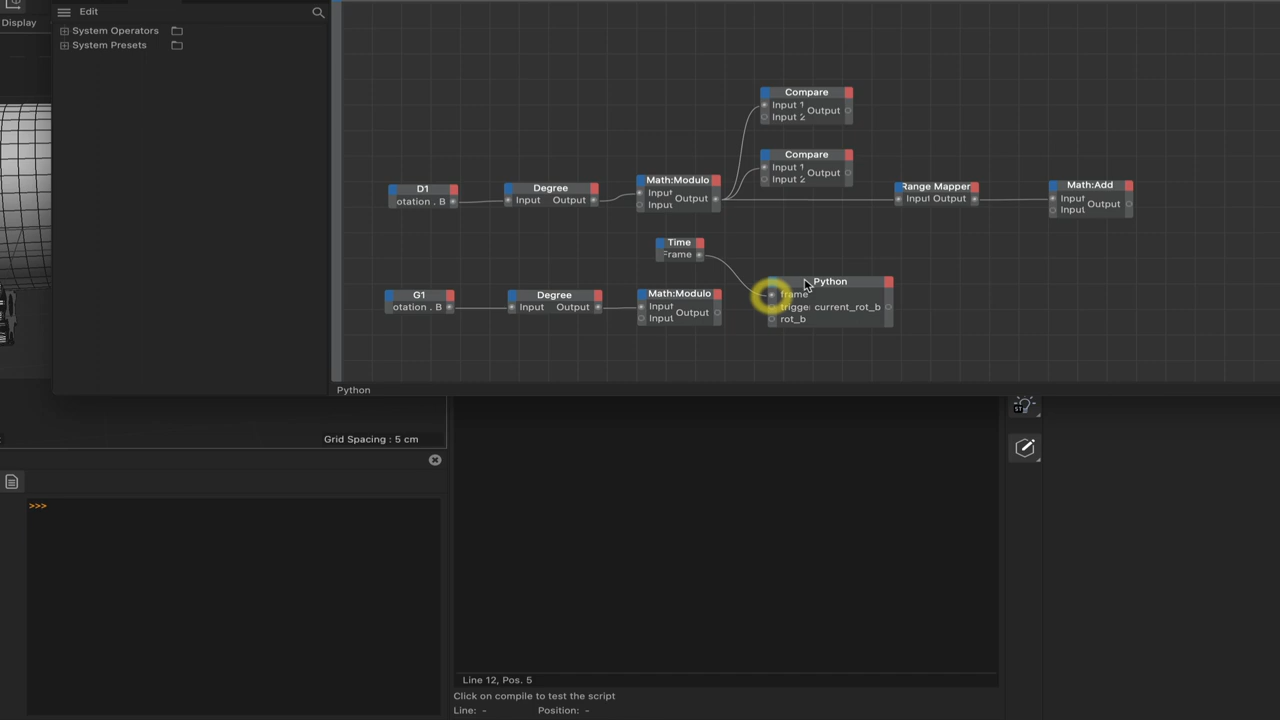 Edit
Display
System Operators
System Presets
Compare
Input 1
Output
Input 2
Compare
Input 1
Output
Input 2
D1
otation . B
Degree
Input Output
Math:Modulo
Input
Output
Input
Range Mapper
Input Output
Math:Add
Input
Output
Input
Time
Frame
G1
otation . B
Degree
Input Output
Math:Modulo
Input
Output
Input
Python
frame
trigge current_rot_b
rot_b
Python
Grid Spacing : 5 cm
ST
>>>
Line 12, Pos. 5
Click on compile to test the script
Line: - Position: -